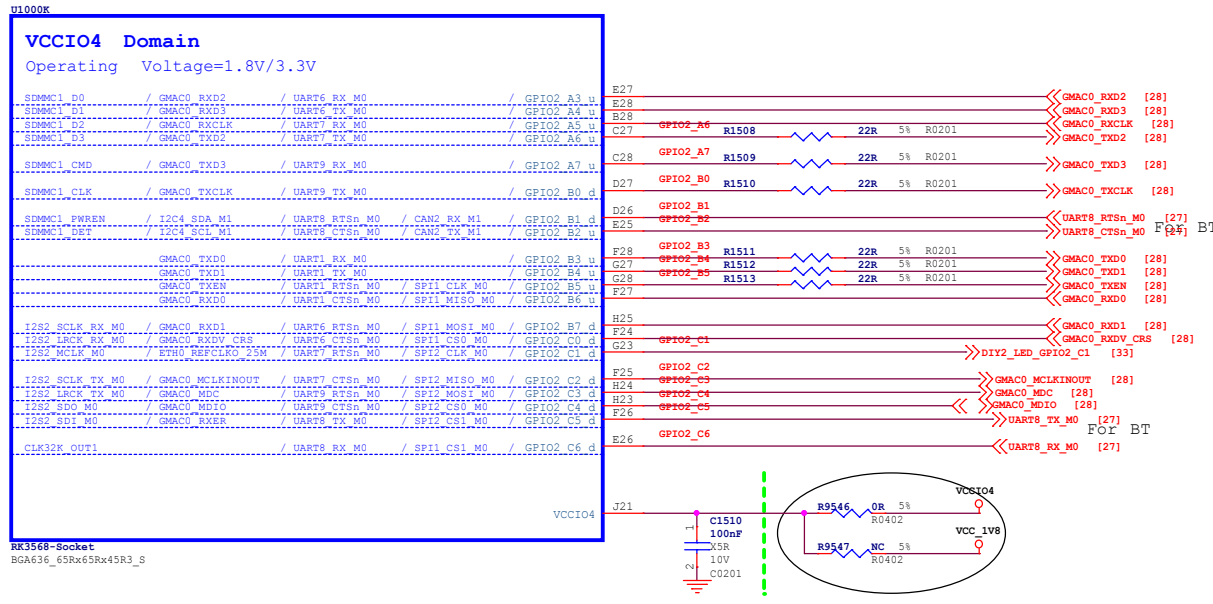 U1000K
VCCIO4 Domain
Operating Voltage=1.8V/3.3V
SDMMC1_D0 / GMAC0_RXD2 / UART6_RX_M0 / GPIO2_A3_u E27 GMAC0_RXD2 [28]
SDMMC1_D1 / GMAC0_RXD3 / UART6_TX_M0 / GPIO2_A4_u E28 GMAC0_RXD3 [28]
SDMMC1_D2 / GMAC0_RXCLK / UART7_RX_M0 / GPIO2_A5_u B28 GMAC0_RXCLK [28]
SDMMC1_D3 / GMAC0_TXD2 / UART7_TX_M0 / GPIO2_A6_u C27 GPIO2_A6 R1508 22R 5% R0201 GMAC0_TXD2 [28]
SDMMC1_CMD / GMAC0_TXD3 / UART9_RX_M0 / GPIO2_A7_u C28 GPIO2_A7 R1509 22R 5% R0201 GMAC0_TXD3 [28]
SDMMC1_CLK / GMAC0_TXCLK / UART9_TX_M0 / GPIO2_B0_d D27 GPIO2_B0 R1510 22R 5% R0201 GMAC0_TXCLK [28]
SDMMC1_PWREN / I2C4_SDA_M1 / UART8_RTSn_M0 / CAN2_RX_M1 / GPIO2_B1_d D26 GPIO2_B1 UART8_RTSn_M0 [27]
SDMMC1_DET / I2C4_SCL_M1 / UART8_CTSn_M0 / CAN2_TX_M1 / GPIO2_B2_u E25 GPIO2_B2 UART8_CTSn_M0 [27] For BT
GMAC0_TXD0 / UART1_RX_M0 / GPIO2_B3_u F28 GPIO2_B3 R1511 22R 5% R0201 GMAC0_TXD0 [28]
GMAC0_TXD1 / UART1_TX_M0 / GPIO2_B4_u G27 GPIO2_B4 R1512 22R 5% R0201 GMAC0_TXD1 [28]
GMAC0_TXEN / UART1_RTSn_M0 / SPI1_CLK_M0 / GPIO2_B5_u G28 GPIO2_B5 R1513 22R 5% R0201 GMAC0_TXEN [28]
GMAC0_RXD0 / UART1_CTSn_M0 / SPI1_MISO_M0 / GPIO2_B6_u F27 GMAC0_RXD0 [28]
I2S2_SCLK_RX_M0 / GMAC0_RXD1 / UART6_RTSn_M0 / SPI1_MOSI_M0 / GPIO2_B7_d H25 GMAC0_RXD1 [28]
I2S2_LRCK_RX_M0 / GMAC0_RXDV_CRS / UART6_CTSn_M0 / SPI1_CS0_M0 / GPIO2_C0_d F24 GMAC0_RXDV_CRS [28]
I2S2_MCLK_M0 / ETH0_REFCLKO_25M / UART7_RTSn_M0 / SPI2_CLK_M0 / GPIO2_C1_d G23 GPIO2_C1 DIY2_LED_GPIO2_C1 [33]
I2S2_SCLK_TX_M0 / GMAC0_MCLKINOUT / UART7_CTSn_M0 / SPI2_MISO_M0 / GPIO2_C2_d F25 GPIO2_C2 GMAC0_MCLKINOUT [28]
I2S2_LRCK_TX_M0 / GMAC0_MDC / UART9_RTSn_M0 / SPI2_MOSI_M0 / GPIO2_C3_d H24 GPIO2_C3 GMAC0_MDC [28]
I2S2_SDO_M0 / GMAC0_MDIO / UART9_CTSn_M0 / SPI2_CS0_M0 / GPIO2_C4_d H23 GPIO2_C4 GMAC0_MDIO [28]
I2S2_SDI_M0 / GMAC0_RXER / UART8_TX_M0 / SPI2_CS1_M0 / GPIO2_C5_d F26 GPIO2_C5 UART8_TX_M0 [27]
For BT
CLK32K_OUT1 / UART8_RX_M0 / SPI1_CS1_M0 / GPIO2_C6_d E26 GPIO2_C6 UART8_RX_M0 [27]
VCCIO4 J21
VCCIO4
R9546 0R 5%
R0402
VCC_1V8
R9547 NC 5%
R0402
1 C1510
100nF
X5R
10V
2 C0201
RK3568-Socket
BGA636_65Rx65Rx45R3_S